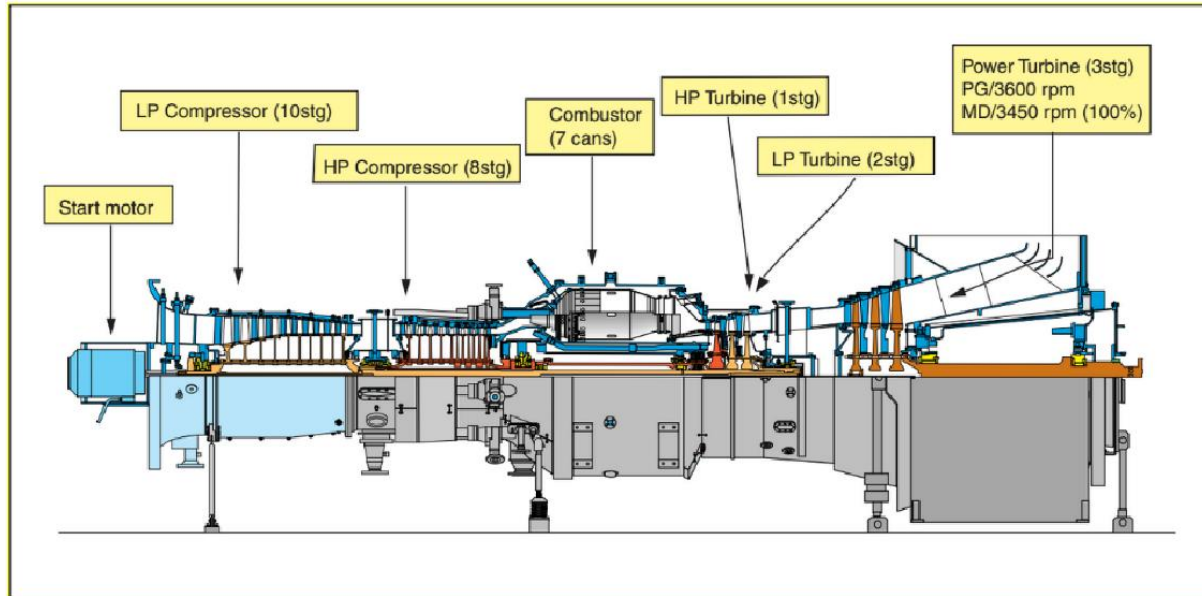 LP Compressor (10stg)
HP Compressor (8stg)
Start motor
Combustor
(7 cans)
HP Turbine (1stg)
LP Turbine (2stg)
Power Turbine (3stg)
PG/3600 rpm
MD/3450 rpm (100%)